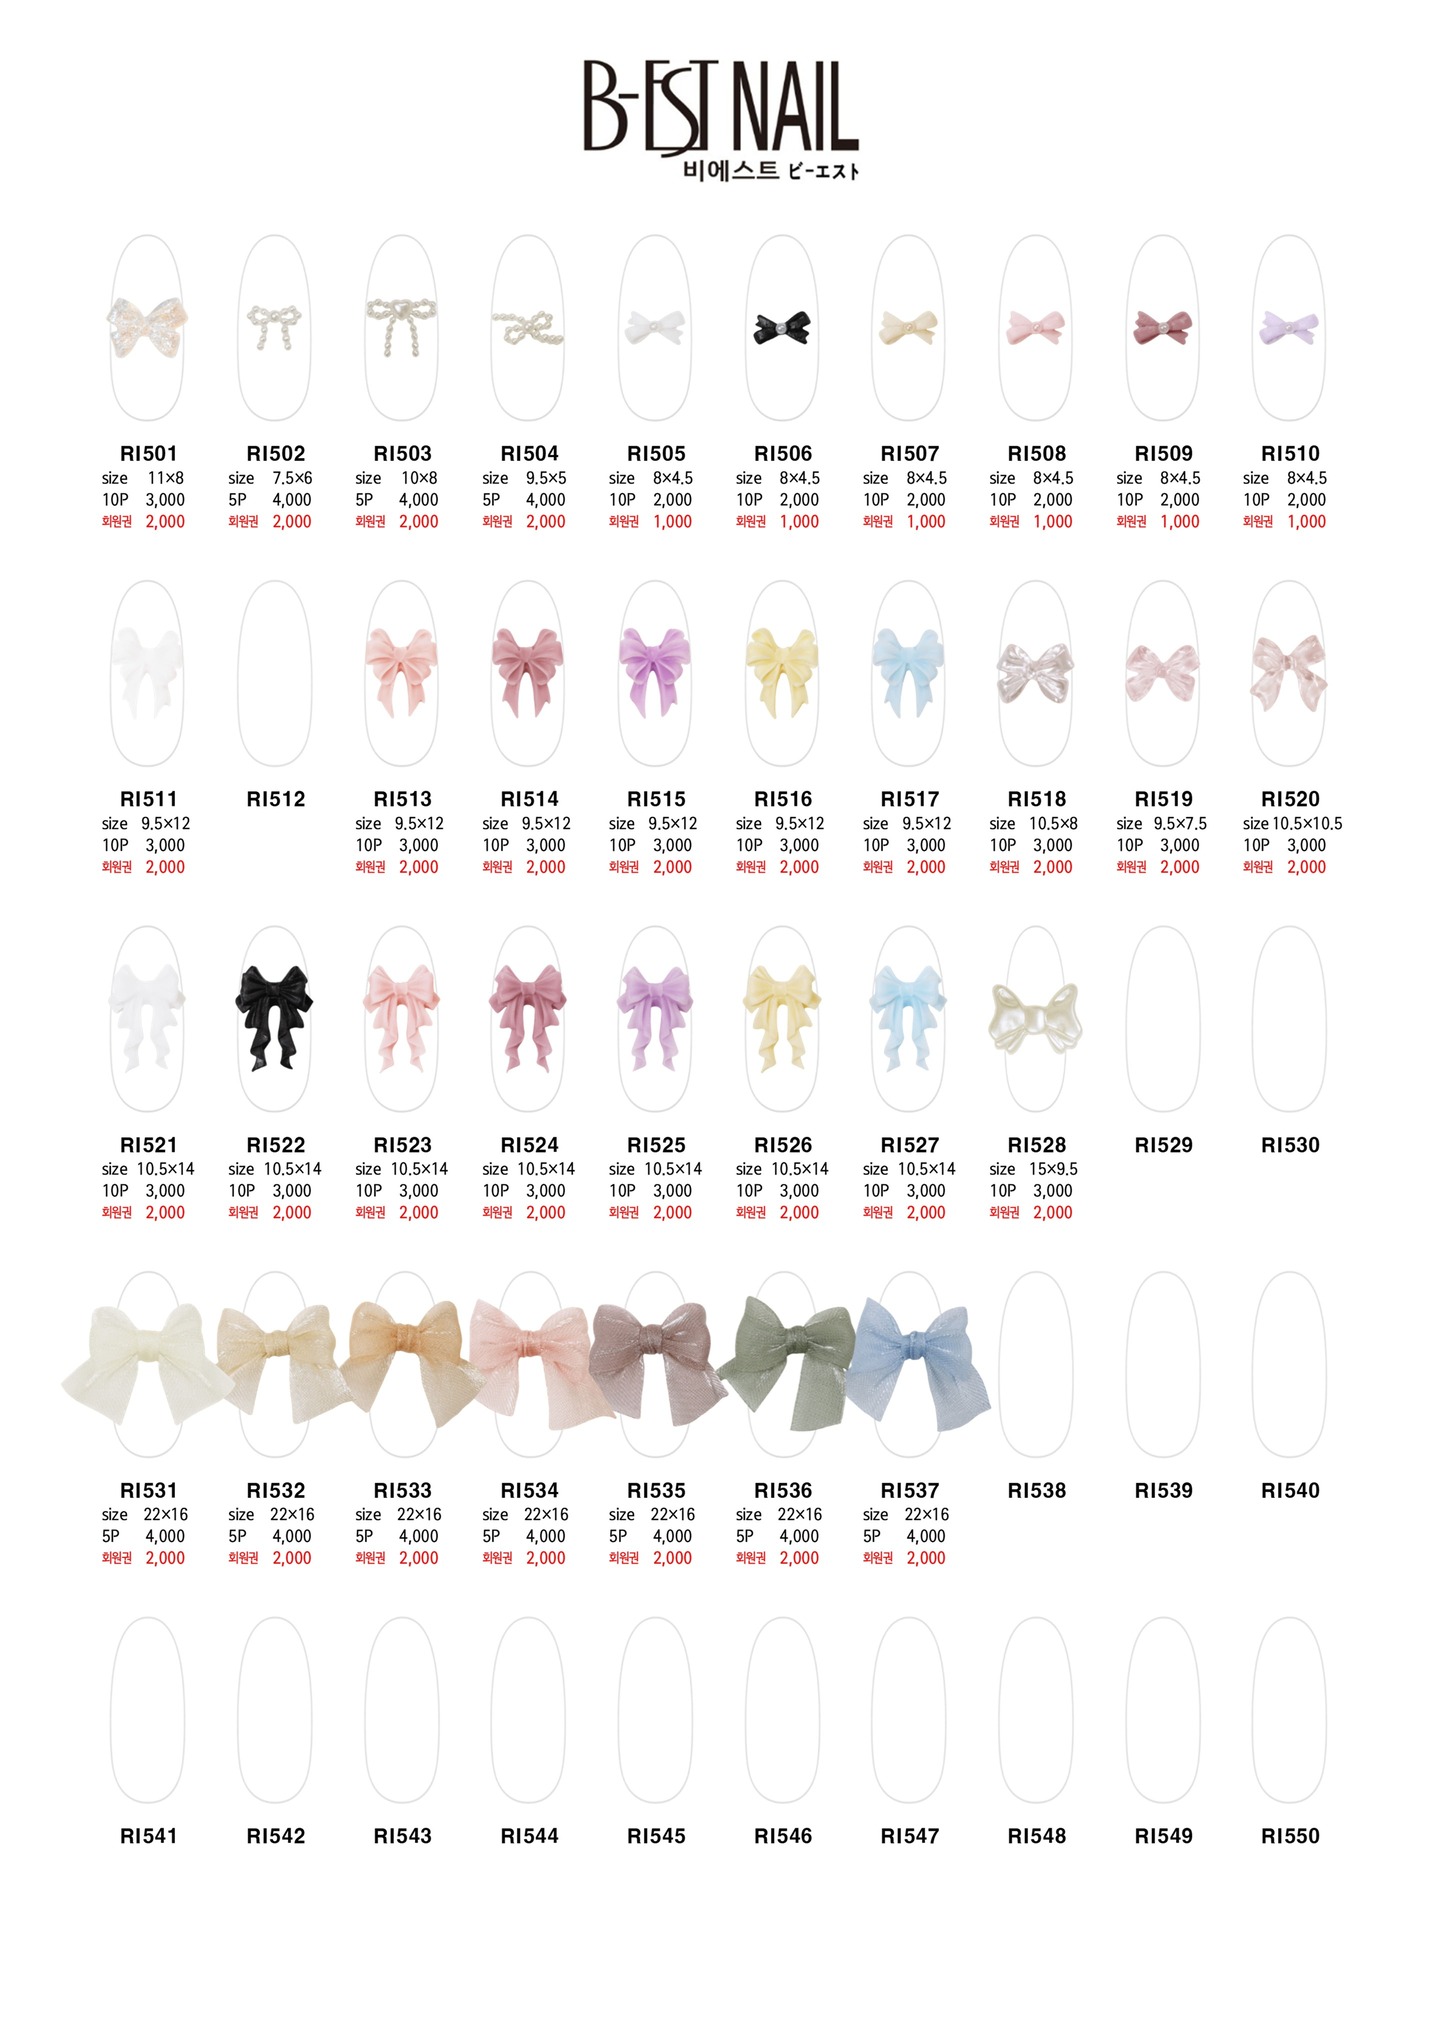 B-EST NAIL
비에스트 ビーエスト
RI501 RI502 RI503 RI504 RI505 RI506 RI507 RI508 RI509 RI510
size 11×8 size 7.5×6 size 10×8 size 9.5×5 size 8×4.5 size 8×4.5 size 8×4.5 size 8×4.5 size 8×4.5 size 8×4.5
10P 3,000 5P 4,000 5P 4,000 5P 4,000 10P 2,000 10P 2,000 10P 2,000 10P 2,000 10P 2,000 10P 2,000
회원권 2,000 회원권 2,000 회원권 2,000 회원권 2,000 회원권 1,000 회원권 1,000 회원권 1,000 회원권 1,000 회원권 1,000 회원권 1,000
RI511 RI512 RI513 RI514 RI515 RI516 RI517 RI518 RI519 RI520
size 9.5×12 size 9.5×12 size 9.5×12 size 9.5×12 size 9.5×12 size 9.5×12 size 10.5×8 size 9.5×7.5 size 10.5×10.5
10P 3,000 10P 3,000 10P 3,000 10P 3,000 10P 3,000 10P 3,000 10P 3,000 10P 3,000 10P 3,000
회원권 2,000 회원권 2,000 회원권 2,000 회원권 2,000 회원권 2,000 회원권 2,000 회원권 2,000 회원권 2,000 회원권 2,000
RI521 RI522 RI523 RI524 RI525 RI526 RI527 RI528 RI529 RI530
size 10.5×14 size 10.5×14 size 10.5×14 size 10.5×14 size 10.5×14 size 10.5×14 size 10.5×14 size 15×9.5
10P 3,000 10P 3,000 10P 3,000 10P 3,000 10P 3,000 10P 3,000 10P 3,000 10P 3,000
회원권 2,000 회원권 2,000 회원권 2,000 회원권 2,000 회원권 2,000 회원권 2,000 회원권 2,000 회원권 2,000
RI531 RI532 RI533 RI534 RI535 RI536 RI537 RI538 RI539 RI540
size 22×16 size 22×16 size 22×16 size 22×16 size 22×16 size 22×16 size 22×16
5P 4,000 5P 4,000 5P 4,000 5P 4,000 5P 4,000 5P 4,000 5P 4,000
회원권 2,000 회원권 2,000 회원권 2,000 회원권 2,000 회원권 2,000 회원권 2,000 회원권 2,000
RI541 RI542 RI543 RI544 RI545 RI546 RI547 RI548 RI549 RI550